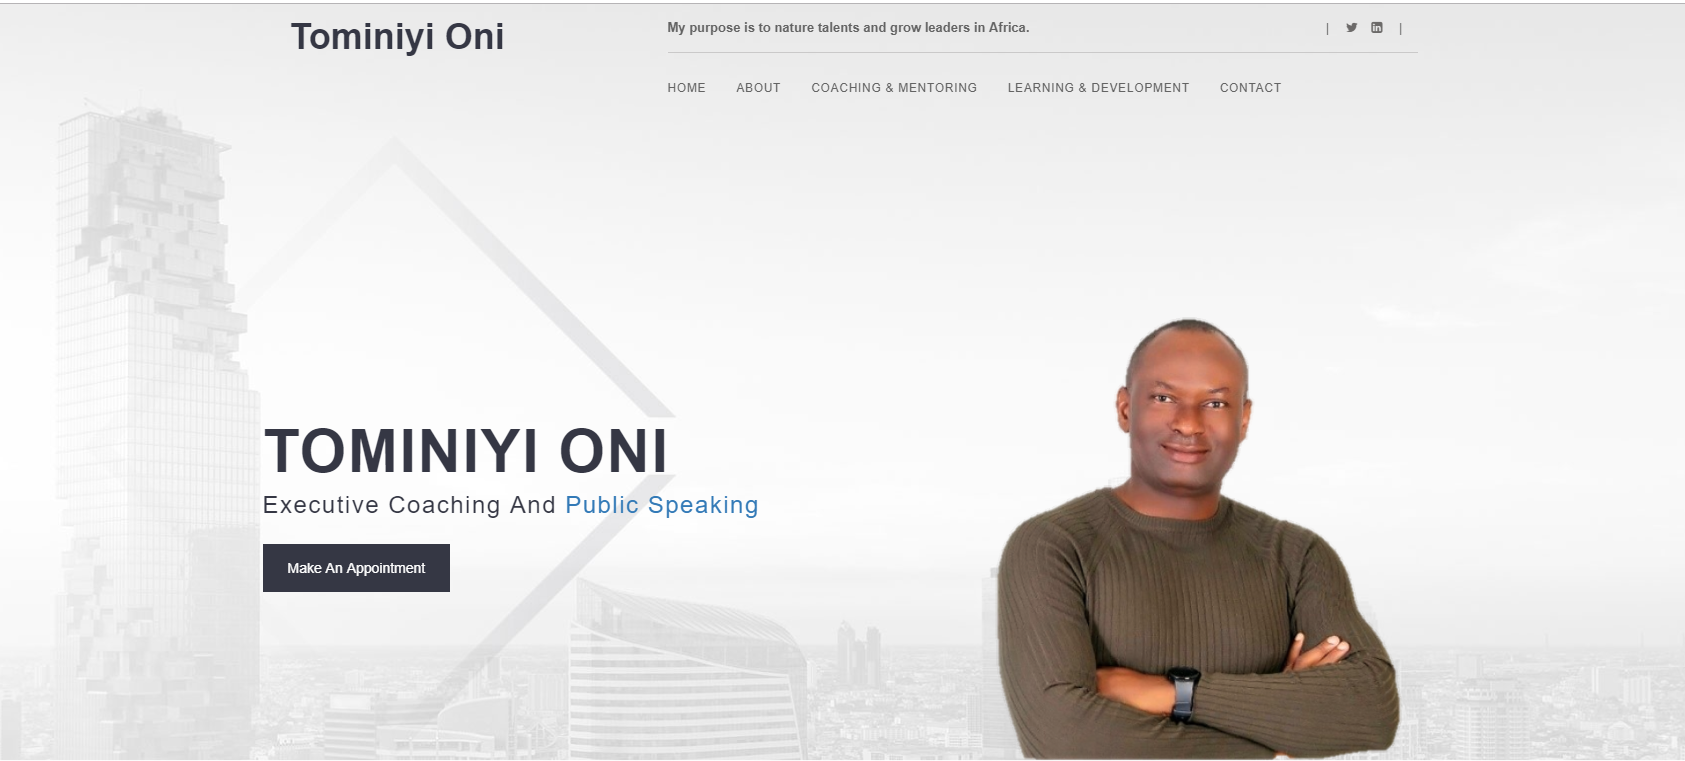 Tominiyi Oni
My purpose is to nature talents and grow leaders in Africa.
| |
HOME ABOUT COACHING & MENTORING LEARNING & DEVELOPMENT CONTACT
TOMINIYI ONI
Executive Coaching And Public Speaking
Make An Appointment